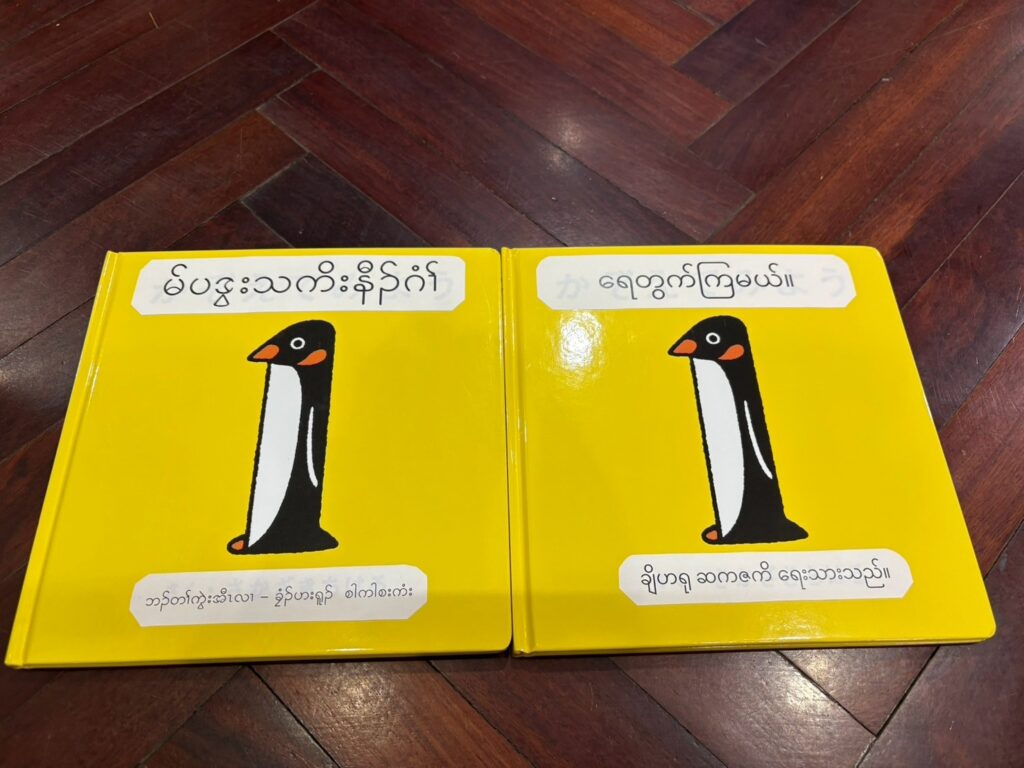 မ်ပဒွးသကိးနီၣ်ဂံၢ်
ဘၣ်တၢ်ကွဲးအီၤလၢ – ခှံၣ်ဟးရူၣ် စါကါစးကံး
ရေတွက်ကြမယ်။
ချိဟရု ဆကဇကိ ရေးသားသည်။